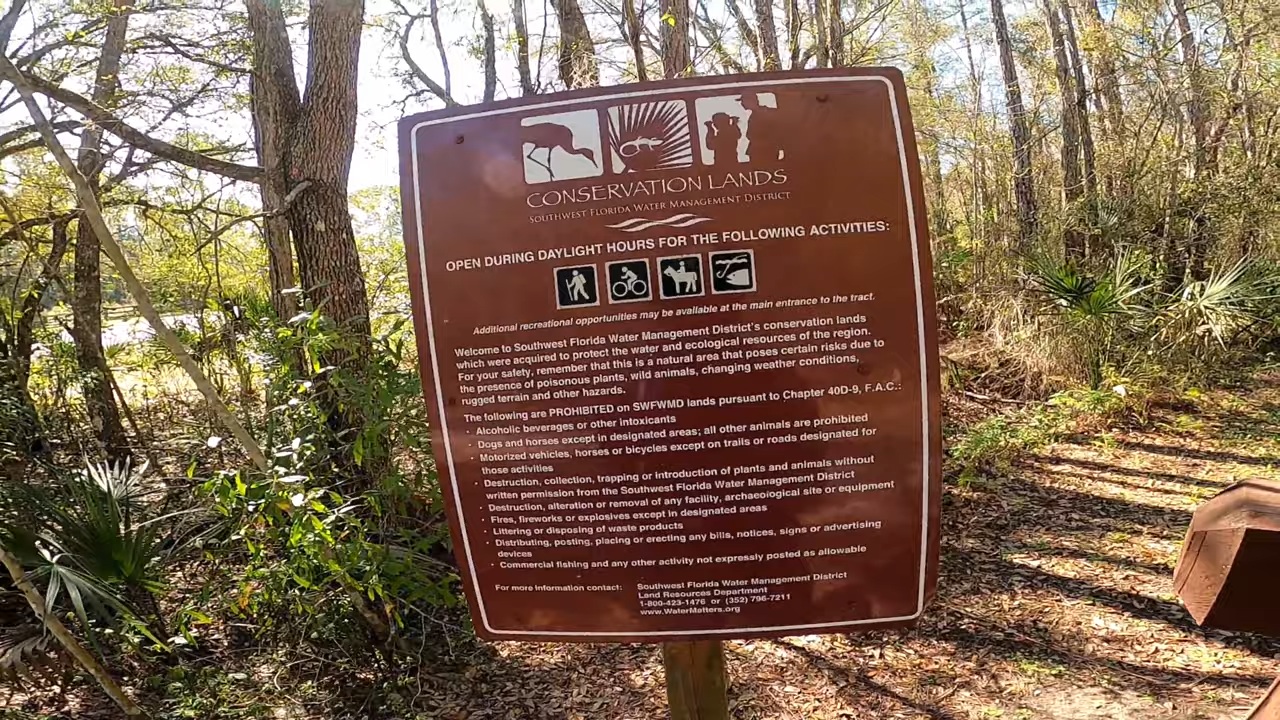 CONSERVATION LANDS
SOUTHWEST FLORIDA WATER MANAGEMENT DISTRICT
OPEN DURING DAYLIGHT HOURS FOR THE FOLLOWING ACTIVITIES:
Additional recreational opportunities may be available at the main entrance to the tract.
Welcome to Southwest Florida Water Management District's conservation lands
which were acquired to protect the water and ecological resources of the region.
For your safety, remember that this is a natural area that poses certain risks due to
the presence of poisonous plants, wild animals, changing weather conditions,
rugged terrain and other hazards.
The following are PROHIBITED on SWFWMD lands pursuant to Chapter 40D-9, F.A.C.:
• Alcoholic beverages or other intoxicants
• Dogs and horses except in designated areas; all other animals are prohibited
• Motorized vehicles, horses or bicycles except on trails or roads designated for
those activities
• Destruction, collection, trapping or introduction of plants and animals without
written permission from the Southwest Florida Water Management District
• Destruction, alteration or removal of any facility, archaeological site or equipment
• Fires, fireworks or explosives except in designated areas
• Littering or disposing of waste products
• Distributing, posting, placing or erecting any bills, notices, signs or advertising
devices
• Commercial fishing and any other activity not expressly posted as allowable
For more information contact: Southwest Florida Water Management District
Land Resources Department
1-800-423-1476 or (352) 796-7211
www.WaterMatters.org